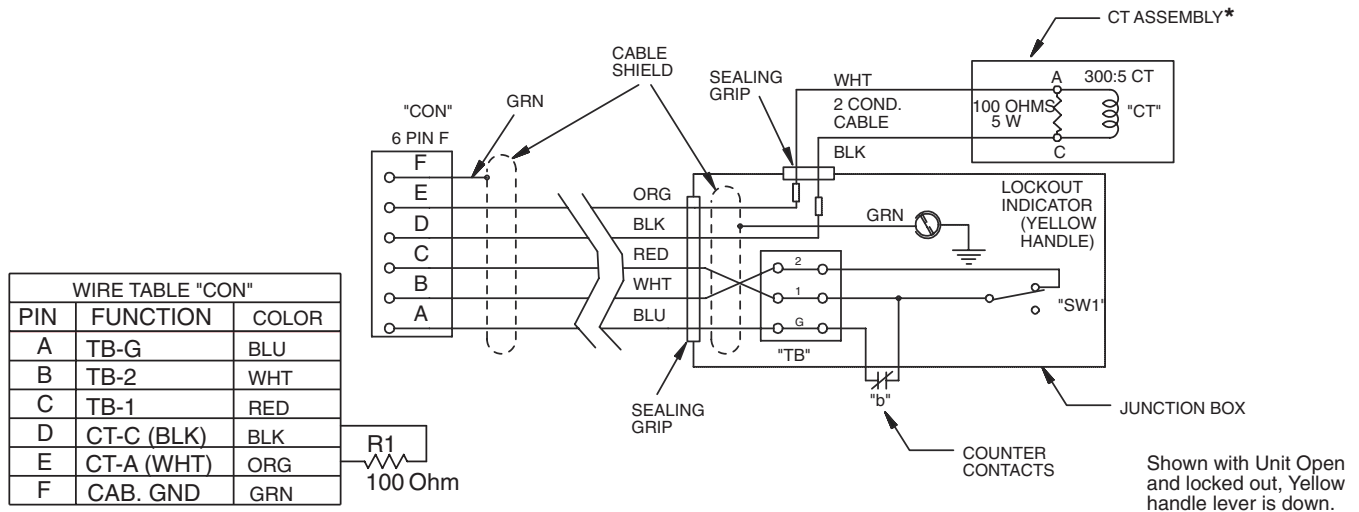 CT ASSEMBLY*
CABLE
SHIELD
SEALING
GRIP
WHT
2 COND.
CABLE
BLK
A
300:5 CT
100 OHMS
5 W
"CT"
C
"CON"
6 PIN F
GRN
F
E
D
C
B
A
ORG
BLK
RED
WHT
BLU
GRN
LOCKOUT
INDICATOR
(YELLOW
HANDLE)
2
1
G
"TB"
"SW1"
"b"
SEALING
GRIP
COUNTER
CONTACTS
JUNCTION BOX
Shown with Unit Open
and locked out, Yellow
handle lever is down.
WIRE TABLE "CON"
PIN FUNCTION COLOR
A TB-G BLU
B TB-2 WHT
C TB-1 RED
D CT-C (BLK) BLK
E CT-A (WHT) ORG
F CAB. GND GRN
R1
100 Ohm